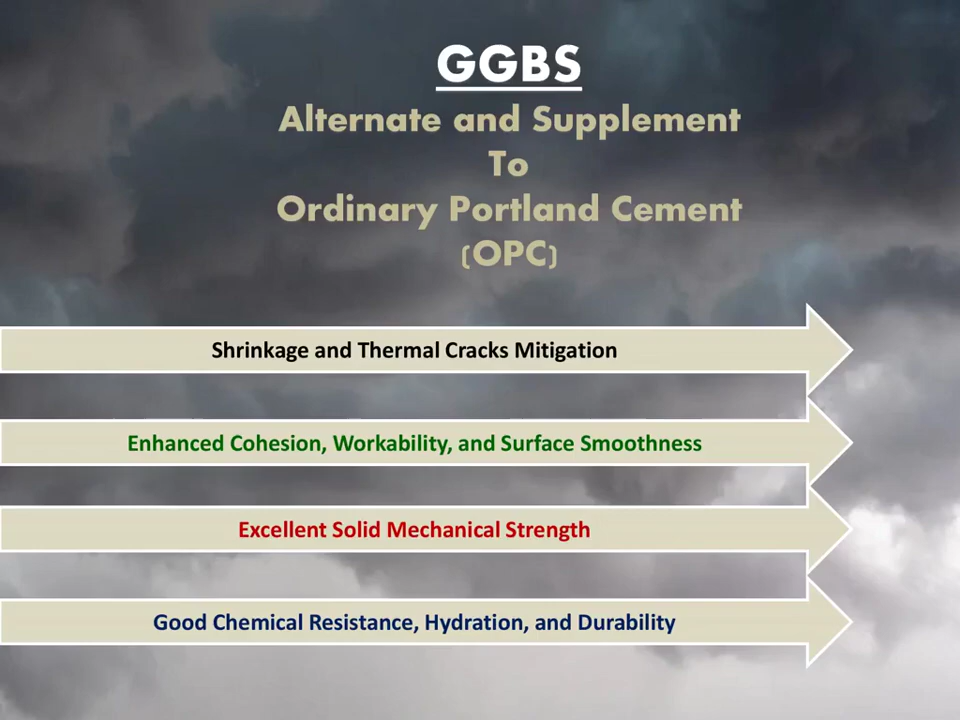 GGBS
Alternate and Supplement
To
Ordinary Portland Cement
(OPC)
Shrinkage and Thermal Cracks Mitigation
Enhanced Cohesion, Workability, and Surface Smoothness
Excellent Solid Mechanical Strength
Good Chemical Resistance, Hydration, and Durability